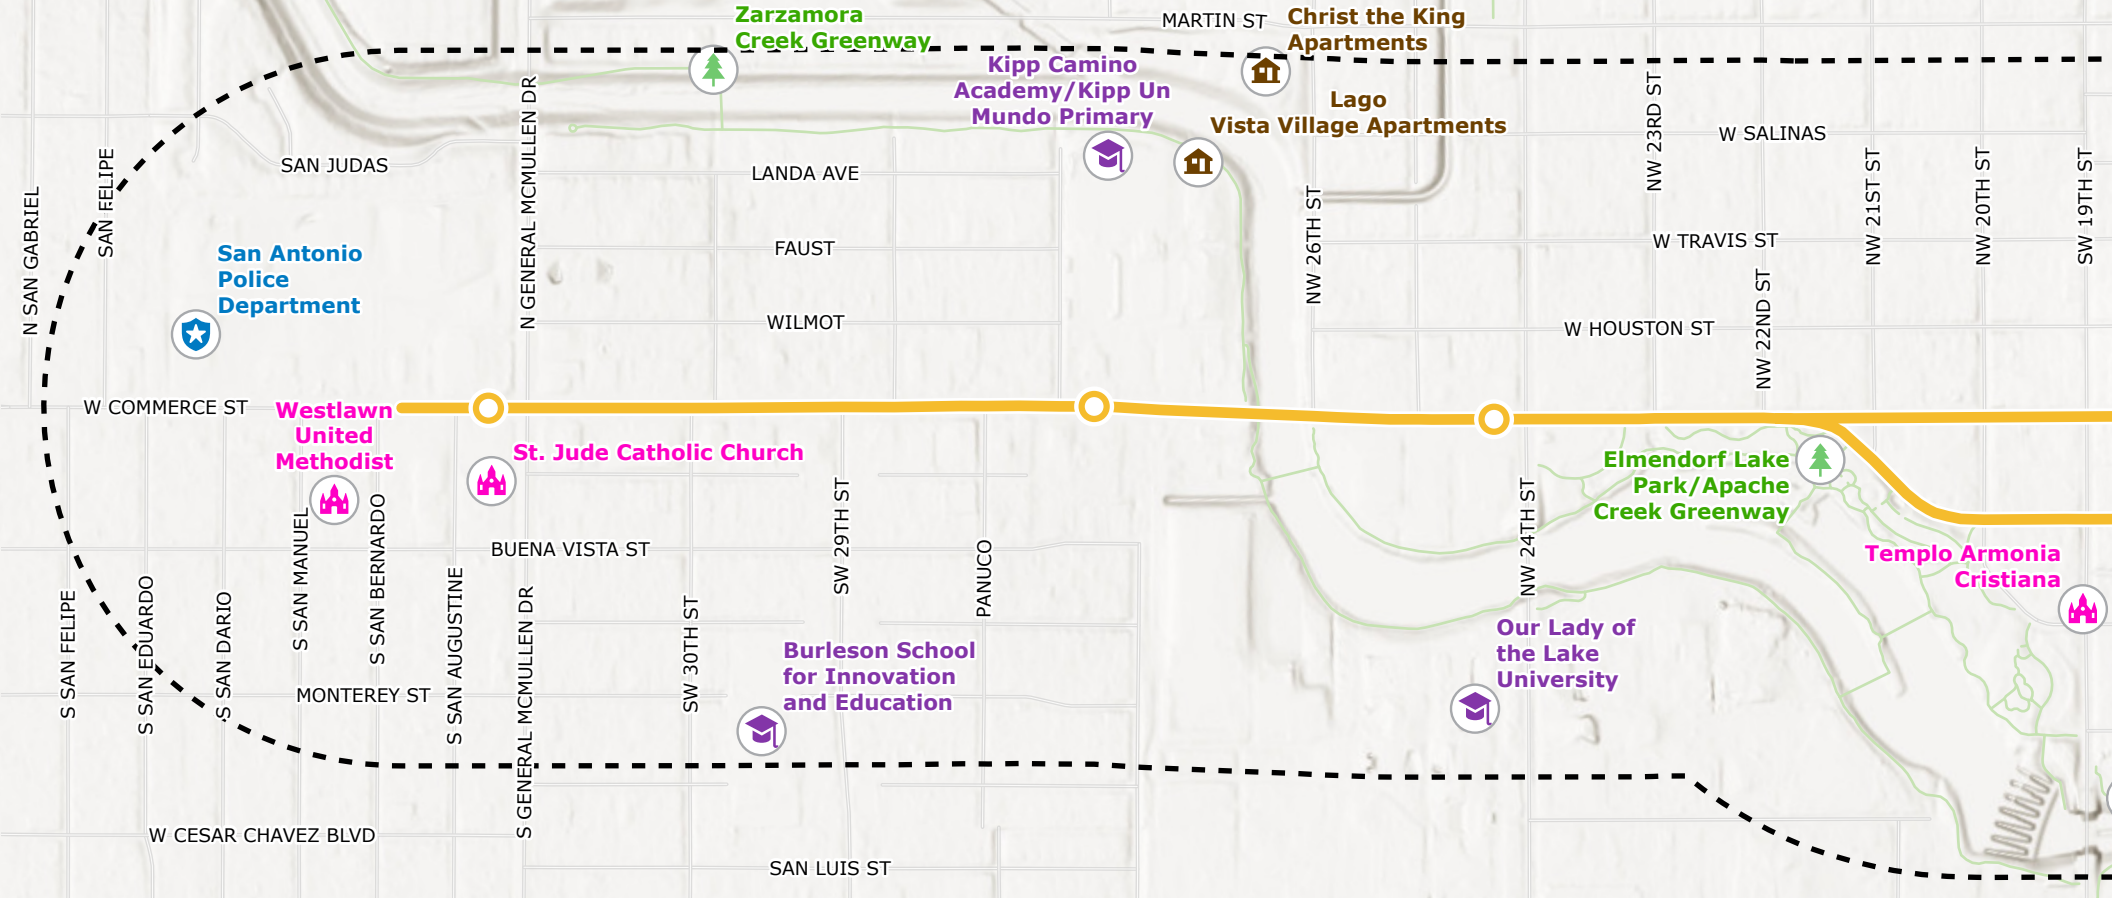 Zarzamora
Creek Greenway
MARTIN ST
Christ the King
Apartments
Kipp Camino
Academy/Kipp Un
Mundo Primary
Lago
Vista Village Apartments
N GENERAL MCMULLEN DR
NW 23RD ST
W SALINAS
SAN JUDAS
LANDA AVE
SAN FELIPE
N SAN GABRIEL
NW 26TH ST
NW 21ST ST
NW 20TH ST
SW 19TH ST
San Antonio
Police
Department
FAUST
W TRAVIS ST
WILMOT
W HOUSTON ST
NW 22ND ST
W COMMERCE ST
Westlawn
United
Methodist
St. Jude Catholic Church
Elmendorf Lake
Park/Apache
Creek Greenway
S SAN MANUEL
S SAN BERNARDO
BUENA VISTA ST
SW 29TH ST
PANUCO
NW 24TH ST
Templo Armonia
Cristiana
S SAN FELIPE
S SAN EDUARDO
S SAN DARIO
S SAN AUGUSTINE
S GENERAL MCMULLEN DR
SW 30TH ST
Our Lady of
the Lake
University
Burleson School
for Innovation
and Education
MONTEREY ST
W CESAR CHAVEZ BLVD
SAN LUIS ST